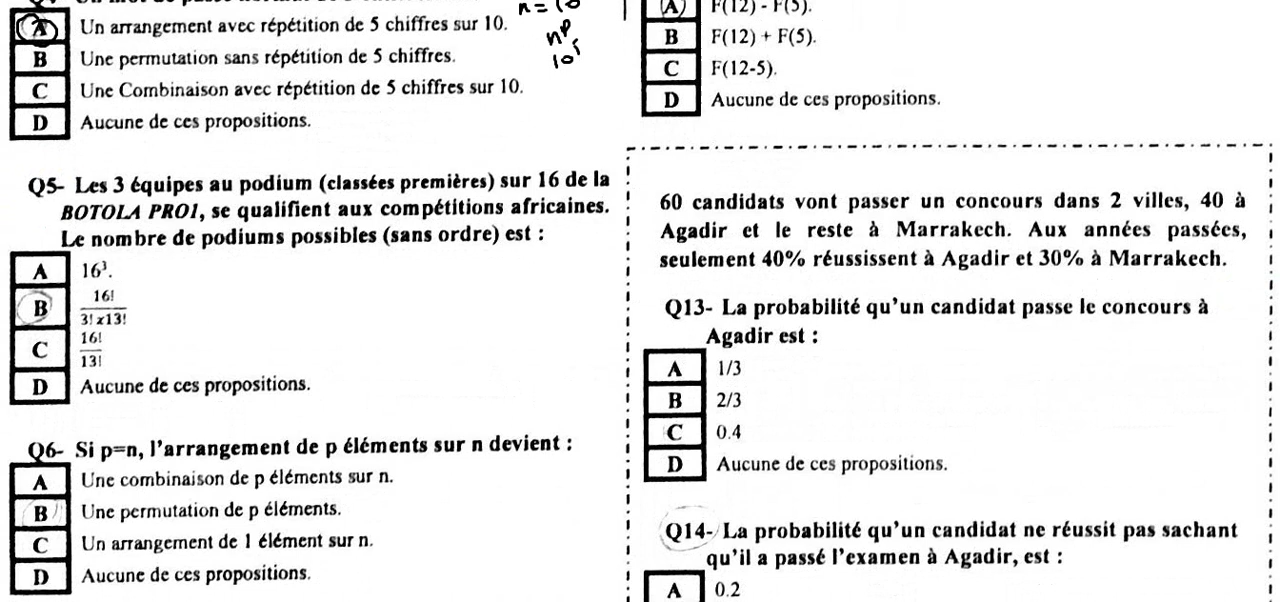 n = 10
A Un arrangement avec répétition de 5 chiffres sur 10.
n^p
B Une permutation sans répétition de 5 chiffres.
10^5
C Une Combinaison avec répétition de 5 chiffres sur 10.
D Aucune de ces propositions.
Q5- Les 3 équipes au podium (classées premières) sur 16 de la
BOTOLA PRO1, se qualifient aux compétitions africaines.
Le nombre de podiums possibles (sans ordre) est :
A 16³.
B 16!
3! x13!
C 16!
13!
D Aucune de ces propositions.
Q6- Si p=n, l'arrangement de p éléments sur n devient :
A Une combinaison de p éléments sur n.
B Une permutation de p éléments.
C Un arrangement de 1 élément sur n.
D Aucune de ces propositions.
A F(12) - F(5).
B F(12) + F(5).
C F(12-5).
D Aucune de ces propositions.
60 candidats vont passer un concours dans 2 villes, 40 à
Agadir et le reste à Marrakech. Aux années passées,
seulement 40% réussissent à Agadir et 30% à Marrakech.
Q13- La probabilité qu'un candidat passe le concours à
Agadir est :
A 1/3
B 2/3
C 0.4
D Aucune de ces propositions.
Q14- La probabilité qu'un candidat ne réussit pas sachant
qu'il a passé l'examen à Agadir, est :
A 0.2